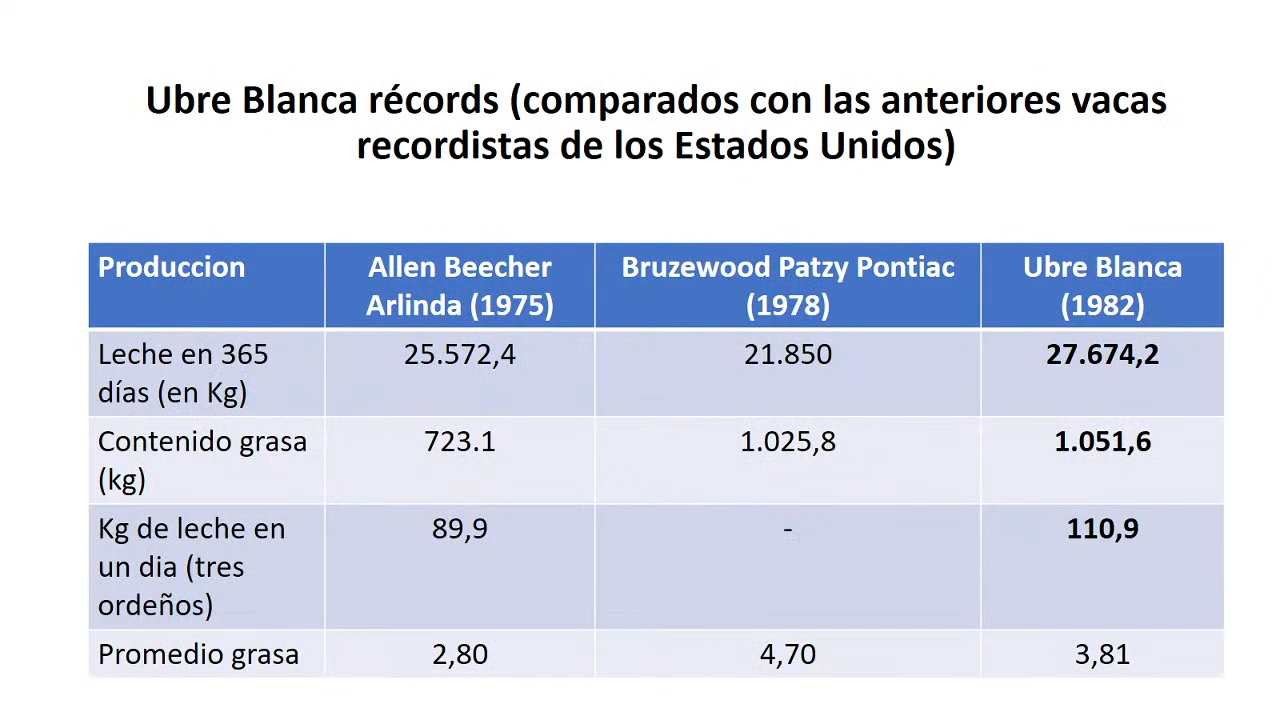 Ubre Blanca récords (comparados con las anteriores vacas
recordistas de los Estados Unidos)
Produccion
Allen Beecher
Arlinda (1975)
Bruzewood Patzy Pontiac
(1978)
Ubre Blanca
(1982)
Leche en 365
días (en Kg)
25.572,4
21.850
27.674,2
Contenido grasa
(kg)
723.1
1.025,8
1.051,6
Kg de leche en
un dia (tres
ordeños)
89,9
-
110,9
Promedio grasa
2,80
4,70
3,81